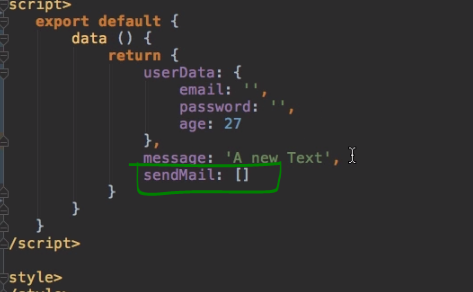 script>
export default {
data () {
return {
userData: {
email: '',
password: '',
age: 27
},
message: 'A new Text',
sendMail: []
}
}
}
/script>
style>